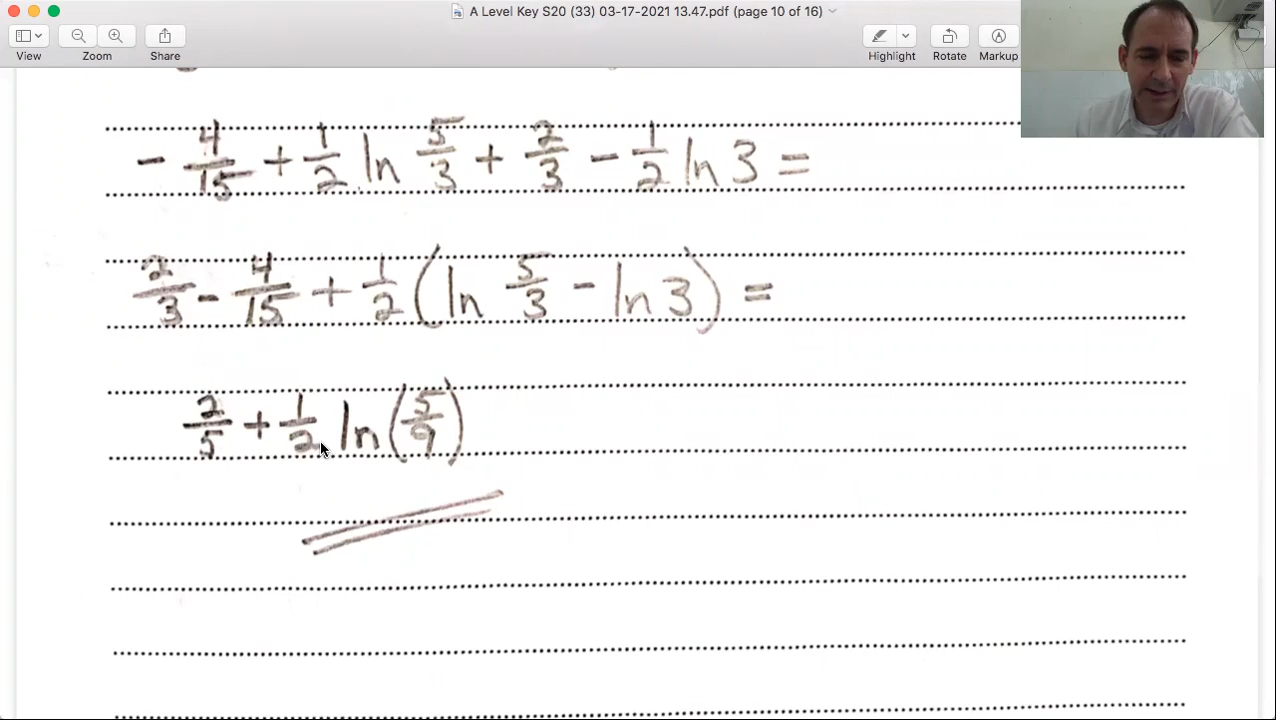 A Level Key S20 (33) 03-17-2021 13.47.pdf (page 10 of 16)
View Zoom Share Highlight Rotate Markup
- 4/15 + 1/2 ln 5/3 + 2/3 - 1/2 ln 3 =
2/3 - 4/15 + 1/2 (ln 5/3 - ln 3) =
2/5 + 1/2 ln (5/9)